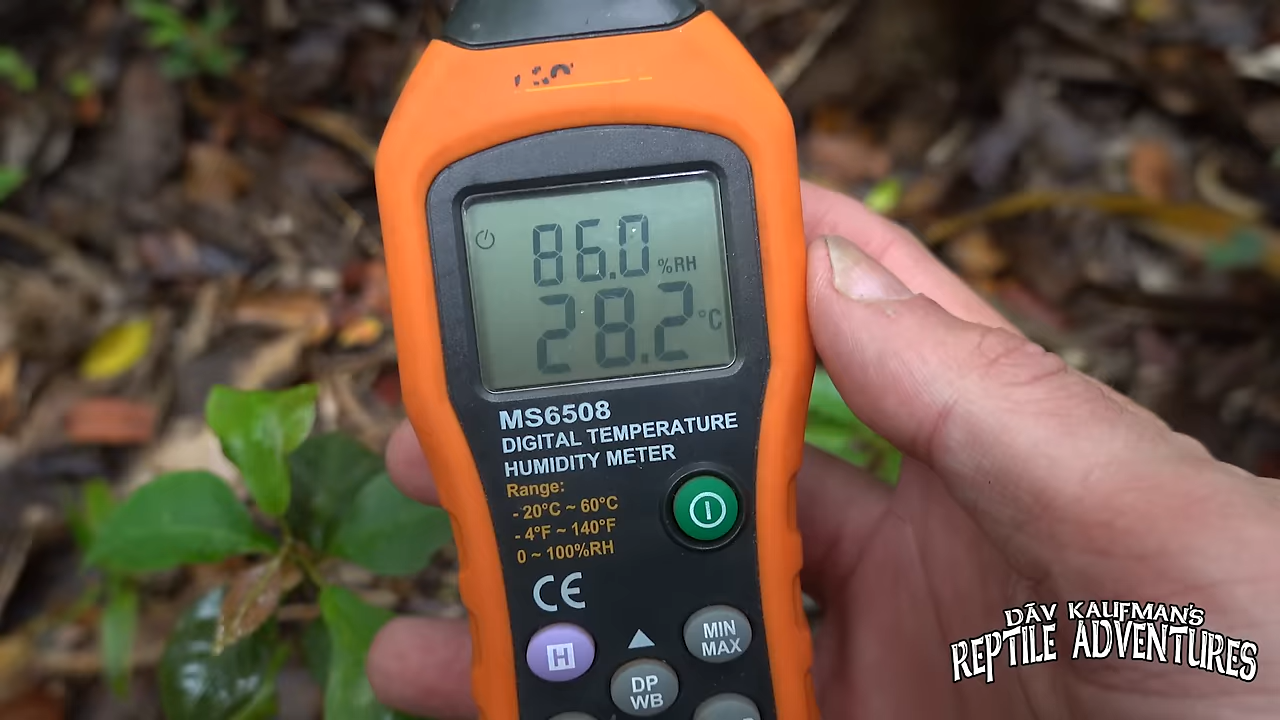 86.0 %RH
28.2 °C
MS6508
DIGITAL TEMPERATURE
HUMIDITY METER
Range:
- 20°C ~ 60°C
- 4°F ~ 140°F
0 ~ 100%RH
CE
H
MIN
MAX
DP
WB
DÄV KAUFMAN'S
REPTILE ADVENTURES